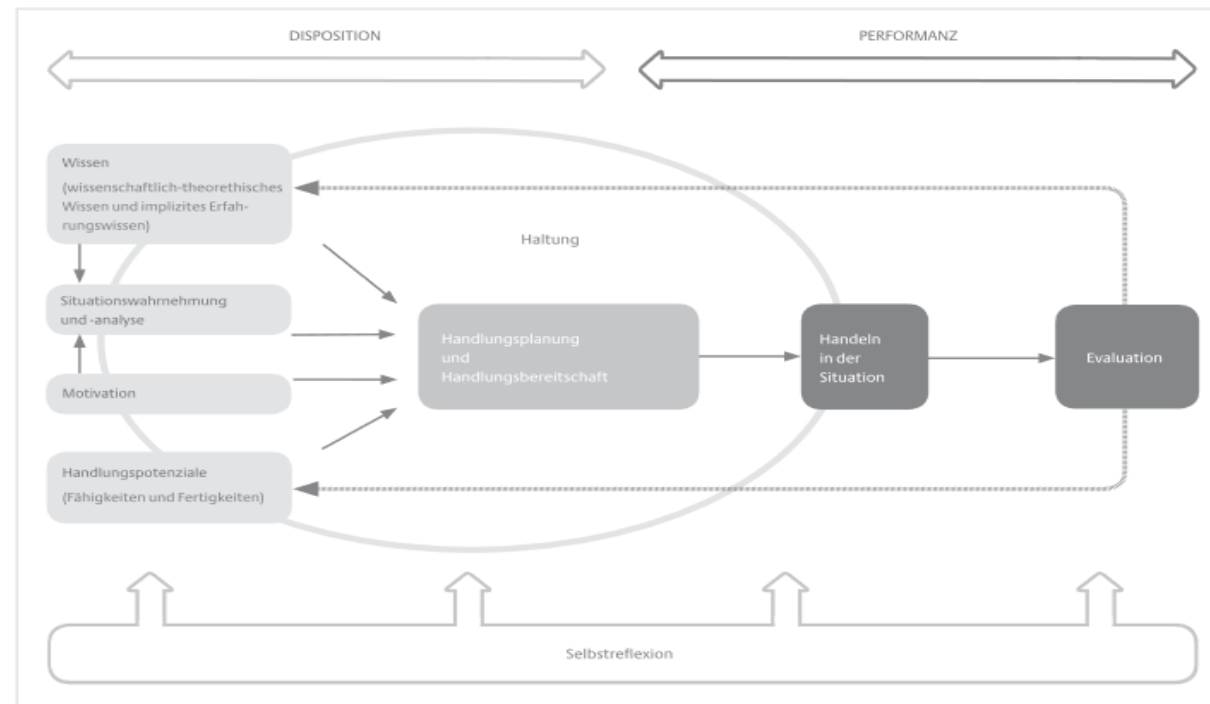 DISPOSITION
PERFORMANZ
Wissen
(wissenschaftlich-theorethisches
Wissen und implizites Erfah-
rungswissen)
Haltung
Situationswahrnehmung
und -analyse
Motivation
Handlungspotenziale
(Fähigkeiten und Fertigkeiten)
Handlungsplanung
und
Handlungsbereitschaft
Handeln
in der
Situation
Evaluation
Selbstreflexion